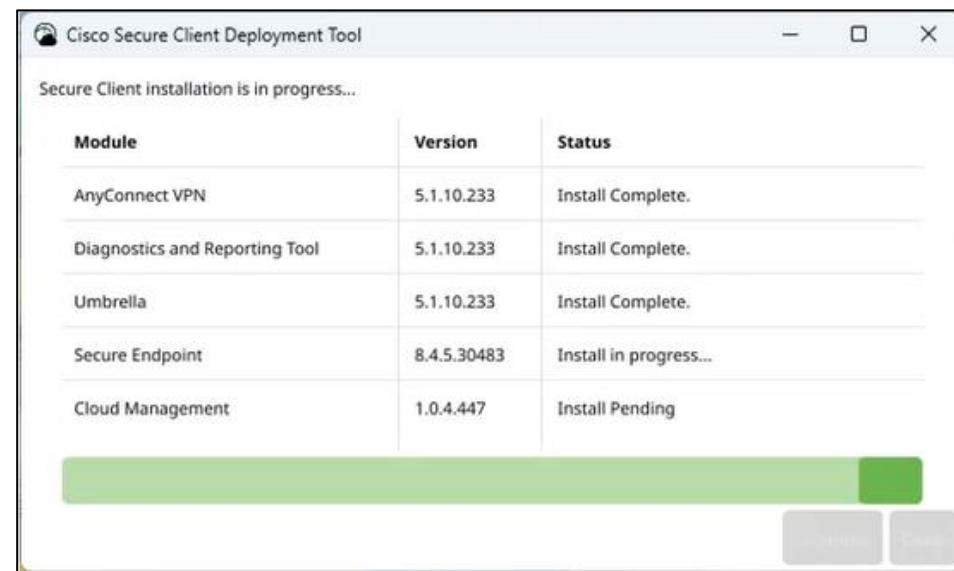 Cisco Secure Client Deployment Tool
Secure Client installation is in progress...
Module Version Status
AnyConnect VPN 5.1.10.233 Install Complete.
Diagnostics and Reporting Tool 5.1.10.233 Install Complete.
Umbrella 5.1.10.233 Install Complete.
Secure Endpoint 8.4.5.30483 Install in progress...
Cloud Management 1.0.4.447 Install Pending